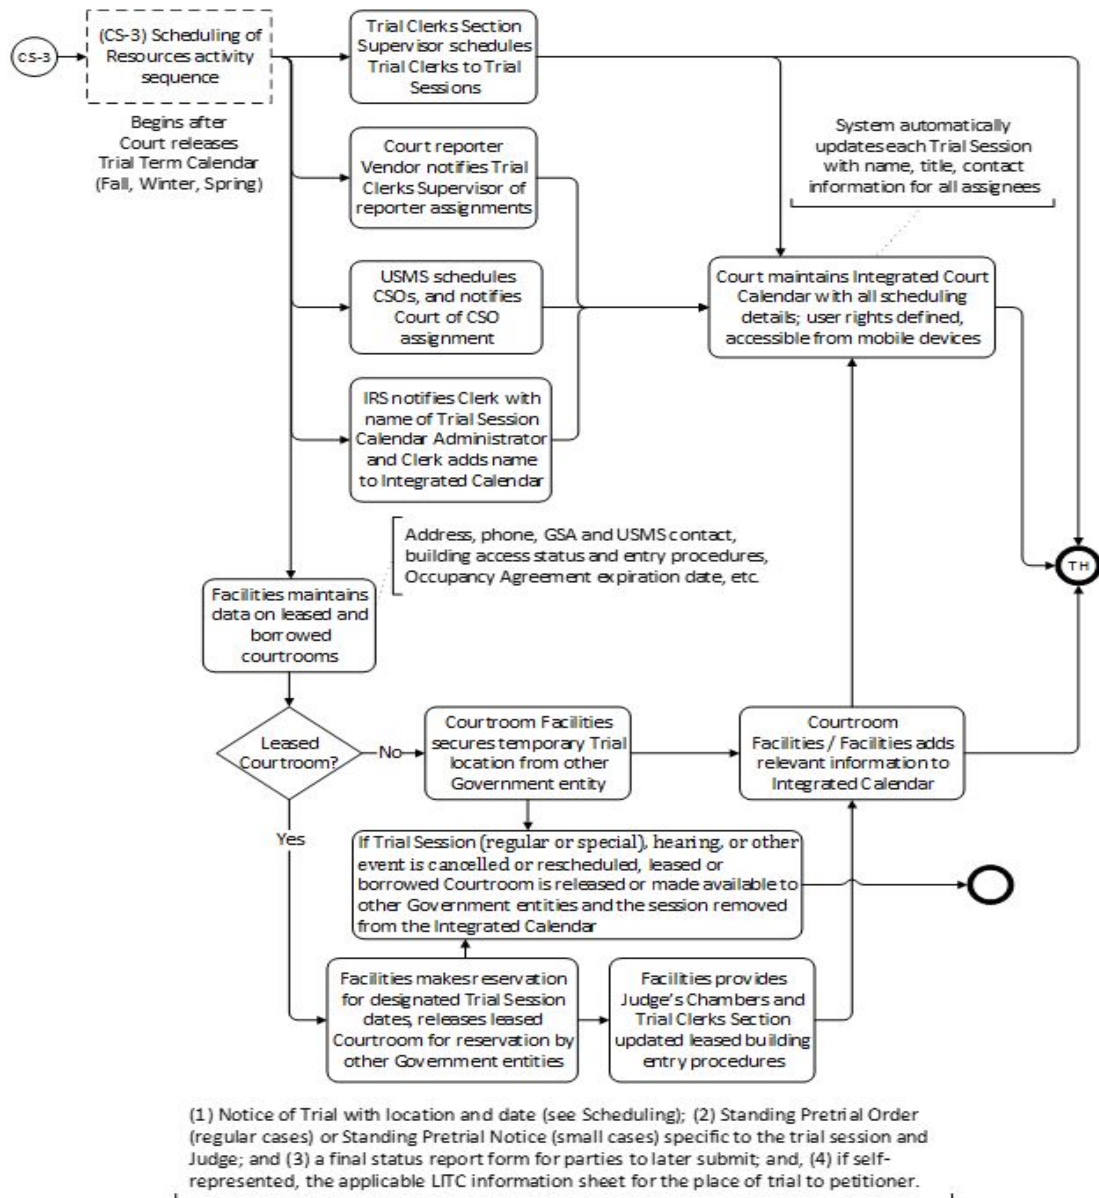 CS-3
(CS-3) Scheduling of
Resources activity
sequence
Begins after
Court releases
Trial Term Calendar
(Fall, Winter, Spring)
Trial Clerks Section
Supervisor schedules
Trial Clerks to Trial
Sessions
Court reporter
Vendor notifies Trial
Clerks Supervisor of
reporter assignments
System automatically
updates each Trial Session
with name, title, contact
information for all assignees
USMS schedules
CSOs, and notifies
Court of CSO
assignment
Court maintains Integrated Court
Calendar with all scheduling
details; user rights defined,
accessible from mobile devices
IRS notifies Clerk with
name of Trial Session
Calendar Administrator
and Clerk adds name
to Integrated Calendar
Address, phone, GSA and USMS contact,
building access status and entry procedures,
Occupancy Agreement expiration date, etc.
TH
Facilities maintains
data on leased and
borrowed
courtrooms
Leased
Courtroom?
No
Yes
Courtroom Facilities
secures temporary Trial
location from other
Government entity
Courtroom
Facilities / Facilities adds
relevant information to
Integrated Calendar
If Trial Session (regular or special), hearing, or other
event is cancelled or rescheduled, leased or
borrowed Courtroom is released or made available to
other Government entities and the session removed
from the Integrated Calendar
Facilities makes reservation
for designated Trial Session
dates, releases leased
Courtroom for reservation by
other Government entities
Facilities provides
Judge's Chambers and
Trial Clerks Section
updated leased building
entry procedures
(1) Notice of Trial with location and date (see Scheduling); (2) Standing Pretrial Order
(regular cases) or Standing Pretrial Notice (small cases) specific to the trial session and
Judge; and (3) a final status report form for parties to later submit; and, (4) if self-
represented, the applicable LITC information sheet for the place of trial to petitioner.